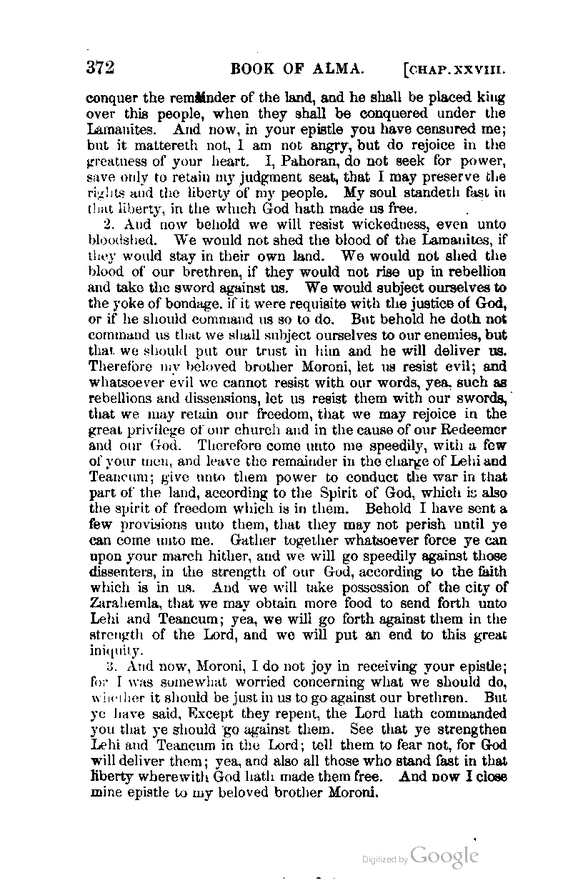 372 BOOK OF ALMA. [CHAP. XXVIII.
conquer the remainder of the land, and he shall be placed king
over this people, when they shall be conquered under the
Lamanites. And now, in your epistle you have censured me;
but it mattereth not, I am not angry, but do rejoice in the
greatness of your heart. I, Pahoran, do not seek for power,
save only to retain my judgment seat, that I may preserve the
rights and the liberty of my people. My soul standeth fast in
that liberty, in the which God hath made us free.
2. And now behold we will resist wickedness, even unto
bloodshed. We would not shed the blood of the Lamanites, if
they would stay in their own land. We would not shed the
blood of our brethren, if they would not rise up in rebellion
and take the sword against us. We would subject ourselves to
the yoke of bondage, if it were requisite with the justice of God,
or if he should command us so to do. But behold he doth not
command us that we shall subject ourselves to our enemies, but
that we should put our trust in him and he will deliver us.
Therefore my beloved brother Moroni, let us resist evil; and
whatsoever evil we cannot resist with our words, yea, such as
rebellions and dissensions, let us resist them with our swords,
that we may retain our freedom, that we may rejoice in the
great privilege of our church and in the cause of our Redeemer
and our God. Therefore come unto me speedily, with a few
of your men, and leave the remainder in the charge of Lehi and
Teancum; give unto them power to conduct the war in that
part of the land, according to the Spirit of God, which is also
the spirit of freedom which is in them. Behold I have sent a
few provisions unto them, that they may not perish until ye
can come unto me. Gather together whatsoever force ye can
upon your march hither, and we will go speedily against those
dissenters, in the strength of our God, according to the faith
which is in us. And we will take possession of the city of
Zarahemla, that we may obtain more food to send forth unto
Lehi and Teancum; yea, we will go forth against them in the
strength of the Lord, and we will put an end to this great
iniquity.
3. And now, Moroni, I do not joy in receiving your epistle;
for I was somewhat worried concerning what we should do,
whether it should be just in us to go against our brethren. But
ye have said, Except they repent, the Lord hath commanded
you that ye should go against them. See that ye strengthen
Lehi and Teancum in the Lord; tell them to fear not, for God
will deliver them; yea, and also all those who stand fast in that
liberty wherewith God hath made them free. And now I close
mine epistle to my beloved brother Moroni.
Digitized by Google